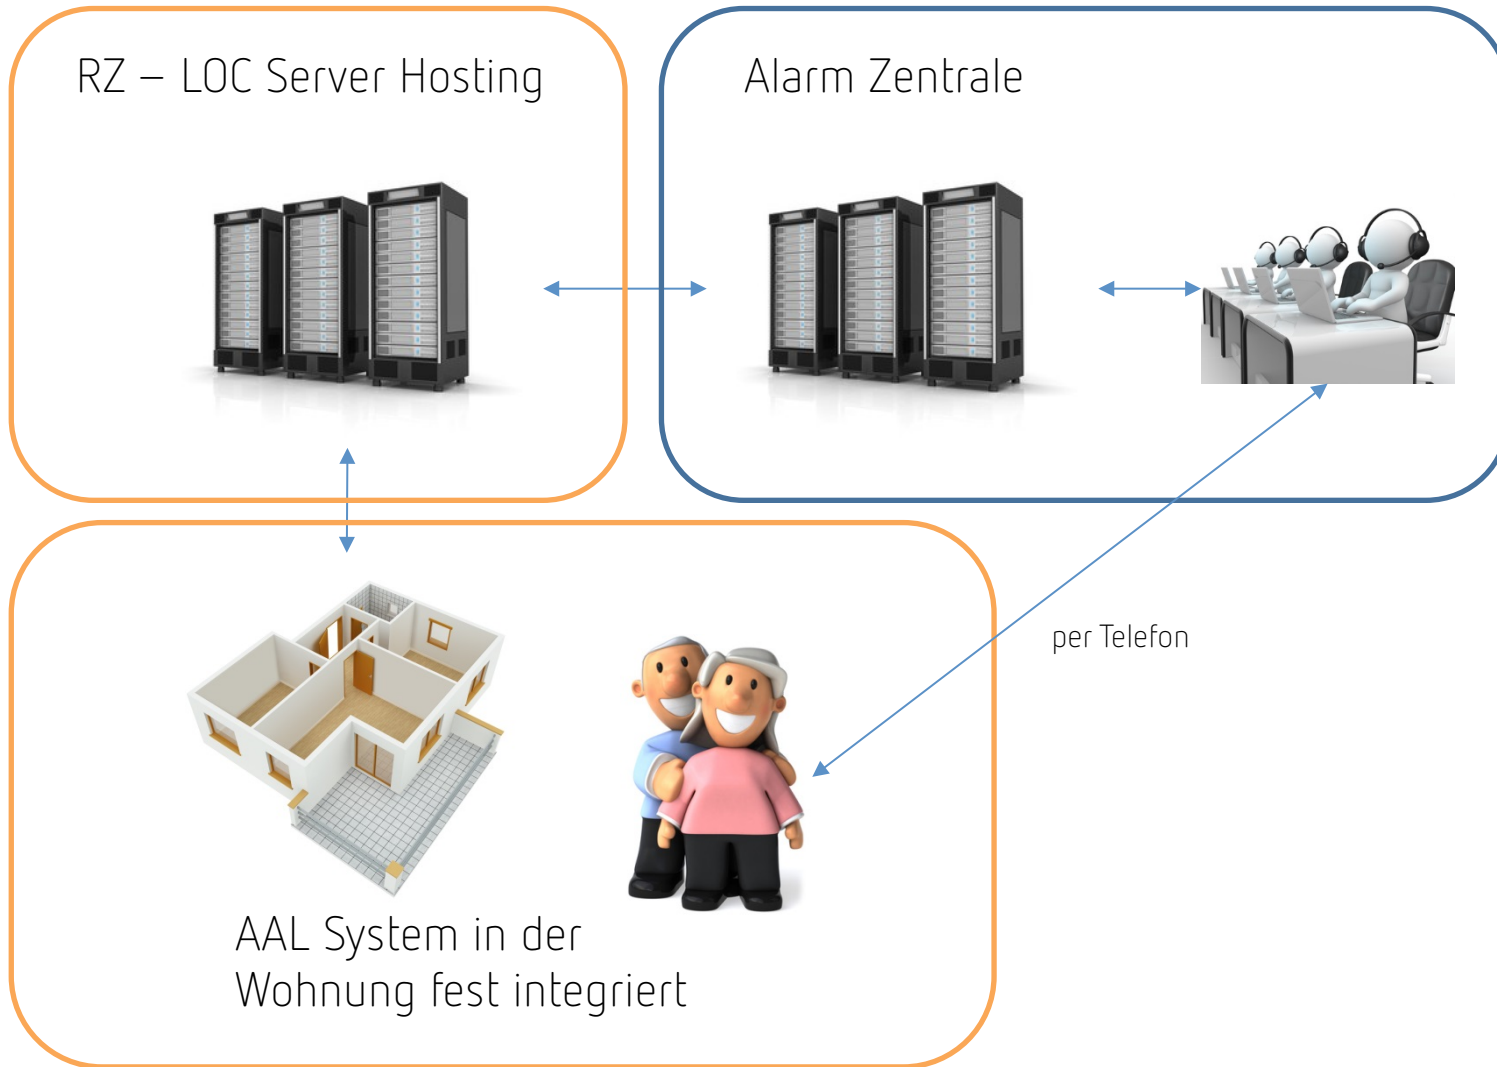 RZ – LOC Server Hosting
Alarm Zentrale
per Telefon
AAL System in der
Wohnung fest integriert